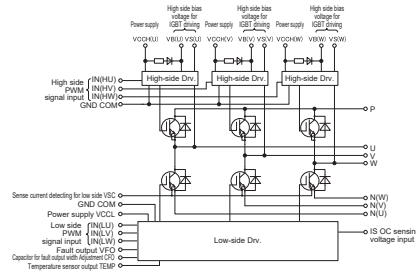 High side bias voltage for IGBT driving
High side bias voltage for IGBT driving
High side bias voltage for IGBT driving
Power supply
Power supply
Power supply
VCCH(U) VB(U) VS(U)
VCCH(V) VB(V) VS(V)
VCCH(W) VB(W) VS(W)
High-side Drv.
High-side Drv.
High-side Drv.
High side PWM signal input
IN(HU)
IN(HV)
IN(HW)
GND COM
P
U
V
W
Sense current detecting for low side VSC
GND COM
Power supply VCCL
Low side PWM signal input
IN(LU)
IN(LV)
IN(LW)
Fault output VFO
Capacitor for fault output width Adjustment CFO
Temperature sensor output TEMP
Low-side Drv.
N(W)
N(V)
N(U)
IS OC sensin
voltage input